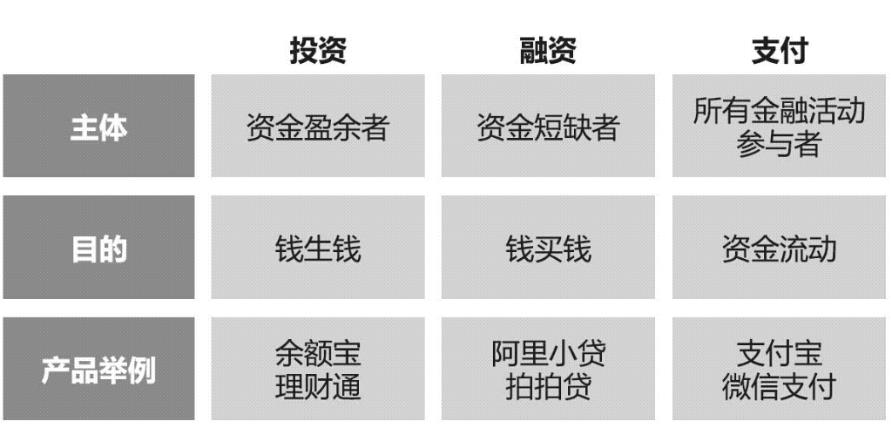 投资 融资 支付
主体 资金盈余者 资金短缺者 所有金融活动
参与者
目的 钱生钱 钱买钱 资金流动
产品举例 余额宝 阿里小贷 支付宝
理财通 拍拍贷 微信支付